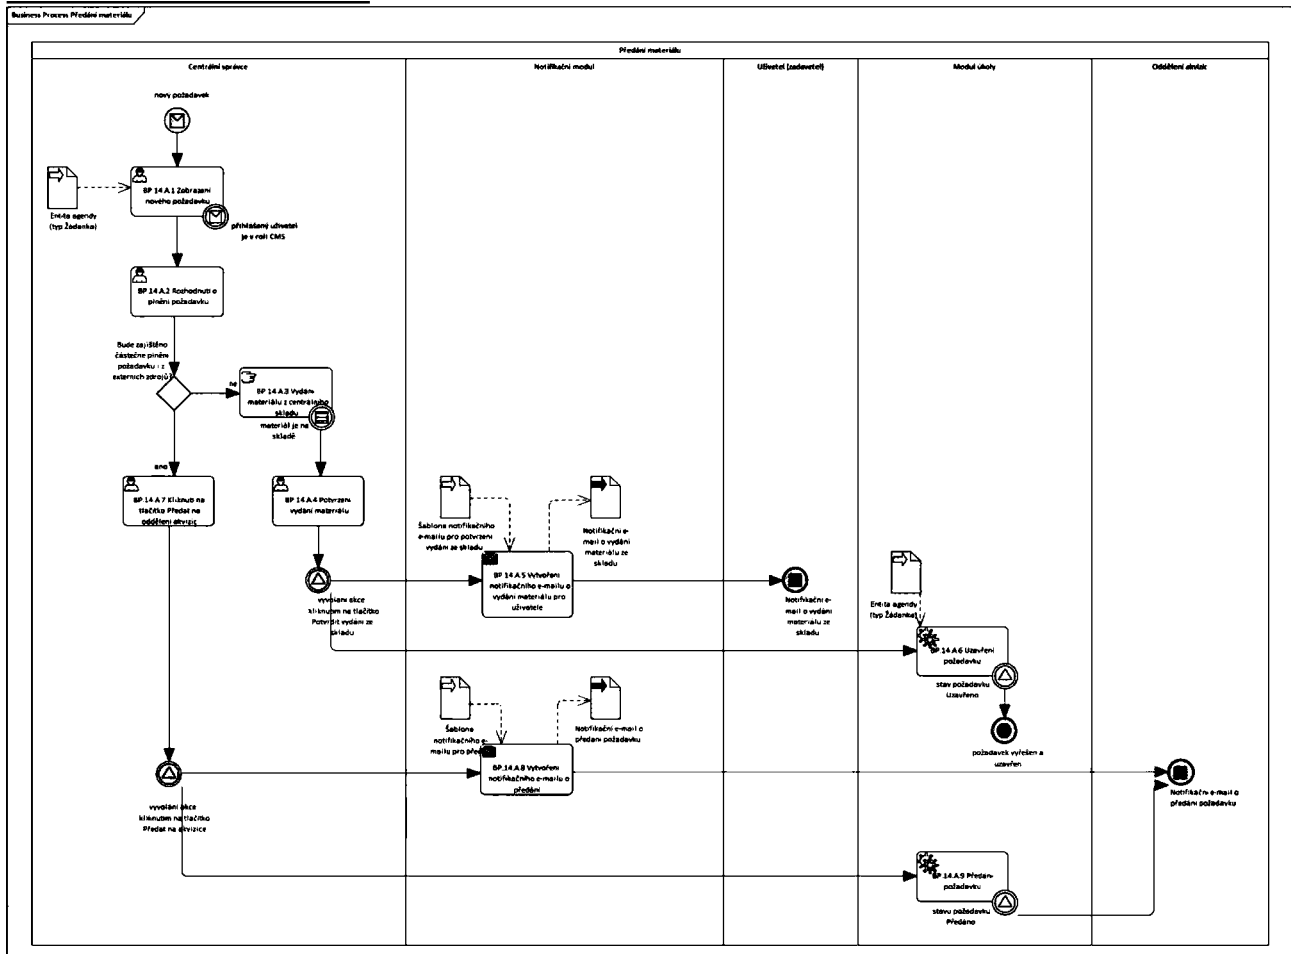 Business Process Předání materiálu
Předání materiálu
Centrální správce
Notifikační modul
Uživatel (zadavatel)
Modul úkoly
Oddělení akvizic
nový požadavek
BP 14 A.1 Zobrazení
nového požadavku
Entita agendy
(typ Žádanka)
přihlášený uživatel
je v roli CMS
BP 14 A.2 Rozhodnutí o
plnění požadavku
Bude zajištěno
částečné plnění
požadavku i z
externích zdrojů?
ne
BP 14 A.3 Vydání
materiálu z centrálního
skladu
materiál je na
skladě
ano
BP 14 A.7 Kliknutí na
tlačítko Předat na
oddělení akvizic
BP 14 A.4 Potvrzení
vydání materiálu
Šablona notifikačního
e-mailu pro potvrzení
vydání ze skladu
Notifikační e-
mail o vydání
materiálu ze
skladu
BP 14 A.5 Vytvoření
notifikačního e-mailu o
vydání materiálu pro
uživatele
vyvolání akce
kliknutím na tlačítko
Potvrdit vydání ze
skladu
Notifikační e-
mail o vydání
materiálu ze
skladu
Entita agendy
(typ Žádanka)
BP 14 A.6 Uzavření
požadavku
stav požadavku
Uzavřeno
požadavek vyřešen a
uzavřen
Šablona
notifikačního e-
mailu pro
Notifikační e-mail o
předání požadavku
BP 14 A.8 Vytvoření
notifikačního e-mailu o
předání
vyvolání akce
kliknutím na tlačítko
Předat na akvizice
Notifikační e-mail o
předání požadavku
BP 14 A.9 Předání
požadavku
stavu požadavku
Předáno